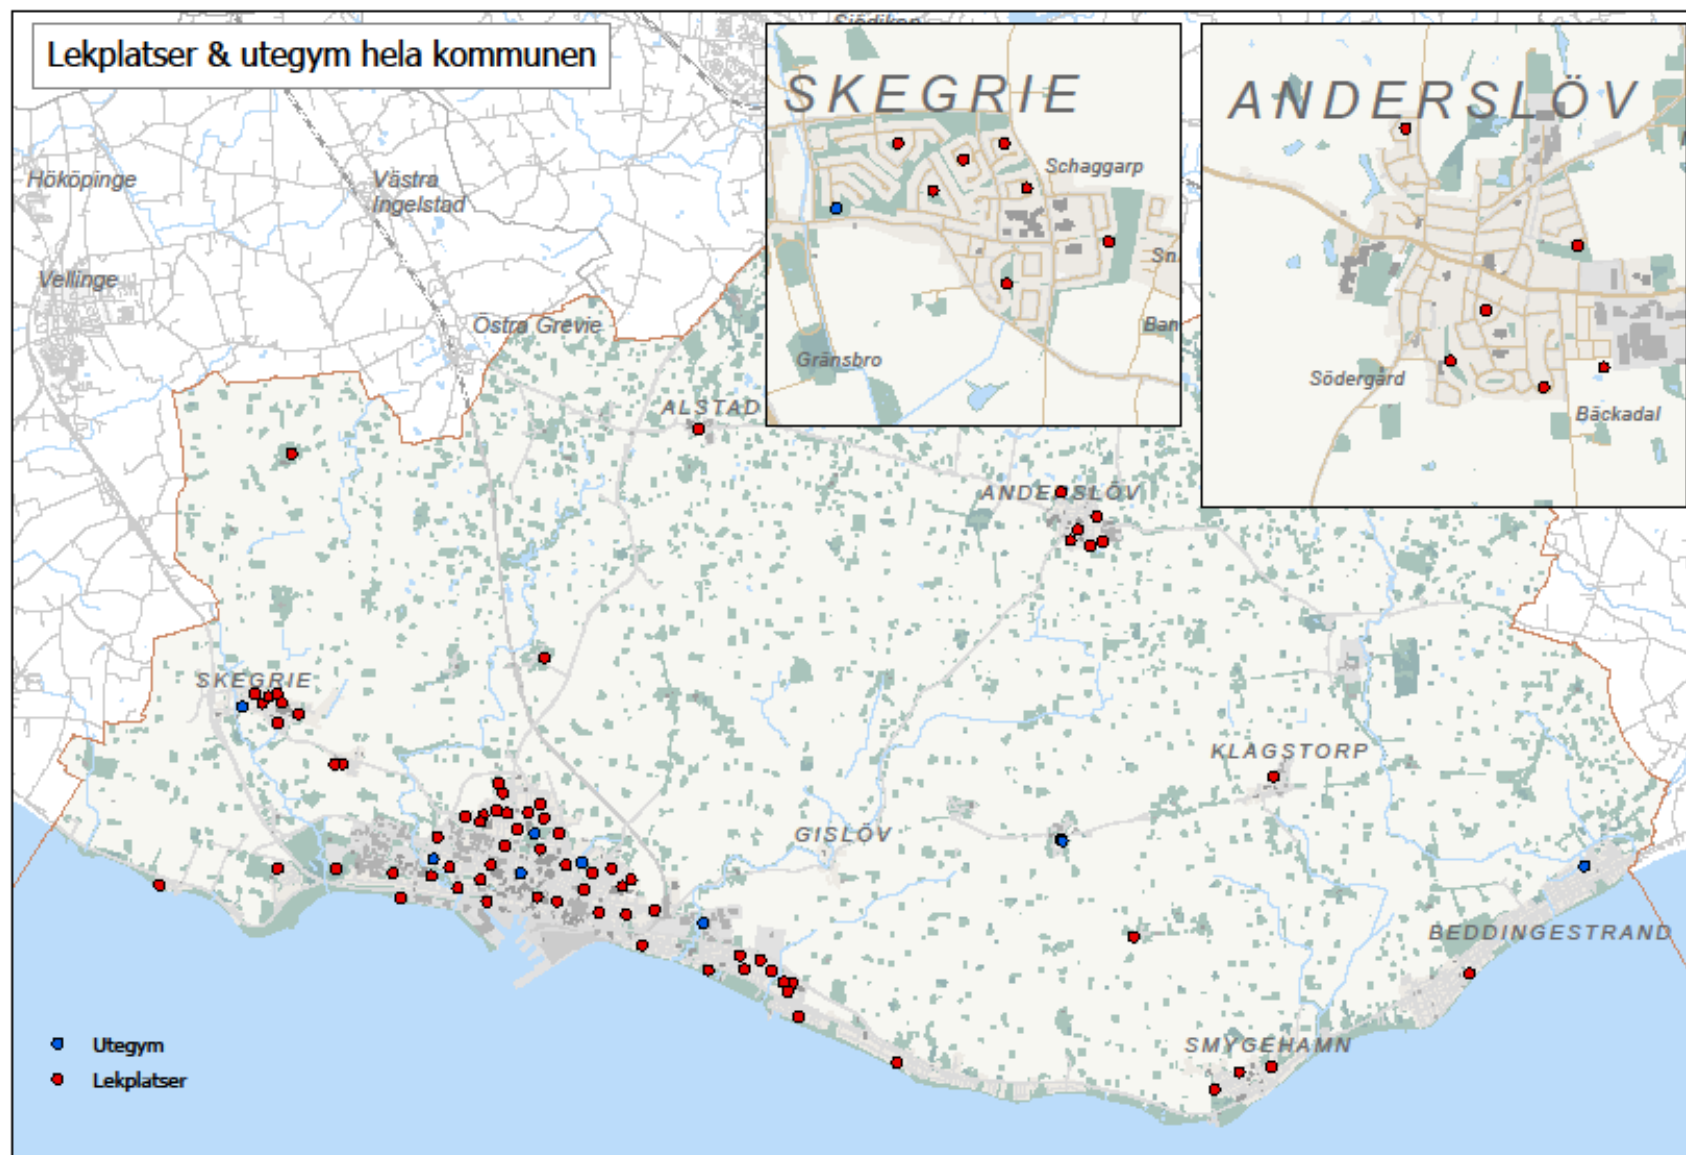 Lekplatser & utegym hela kommunen
SKEGRIE
Schaggarp
Gränsbro
ANDERSLÖV
Södergård
Bäckadal
Hököpinge
Västra
Ingelstad
Vellinge
Östra Grevie
ALSTAD
ANDERSLÖV
SKEGRIE
KLAGSTORP
GISLÖV
BEDDINGESTRAND
SMYGEHAMN
Utegym
Lekplatser